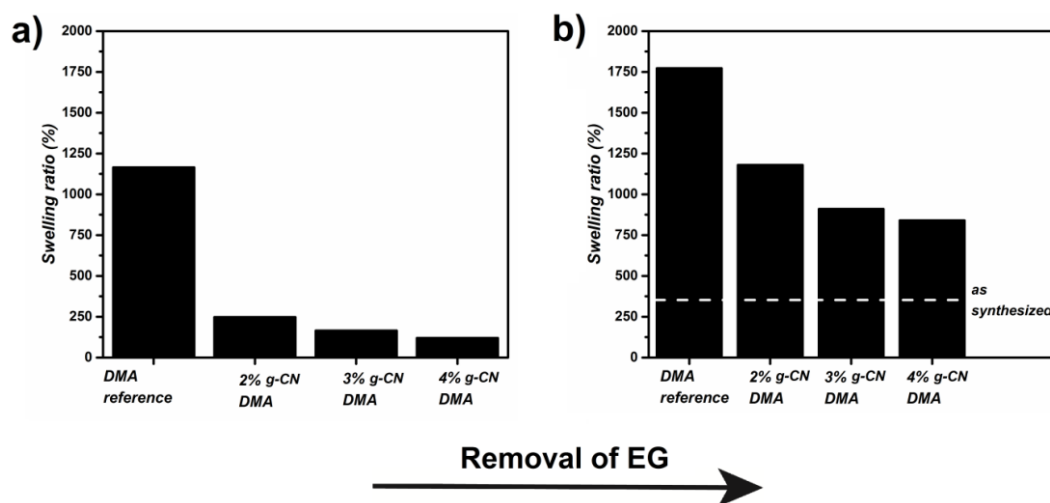 a)
Swelling ratio (%)
2000
1750
1500
1250
1000
750
500
250
0
DMA
reference
2% g-CN
DMA
3% g-CN
DMA
4% g-CN
DMA
b)
Swelling ratio (%)
2000
1750
1500
1250
1000
750
500
250
0
as
synthesized
DMA
reference
2% g-CN
DMA
3% g-CN
DMA
4% g-CN
DMA
Removal of EG